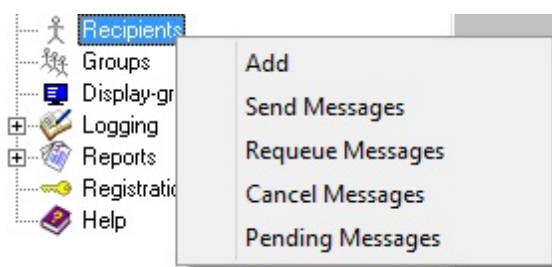 Recipients
Groups
Display-gr
Logging
Reports
Registratic
Help
Add
Send Messages
Requeue Messages
Cancel Messages
Pending Messages